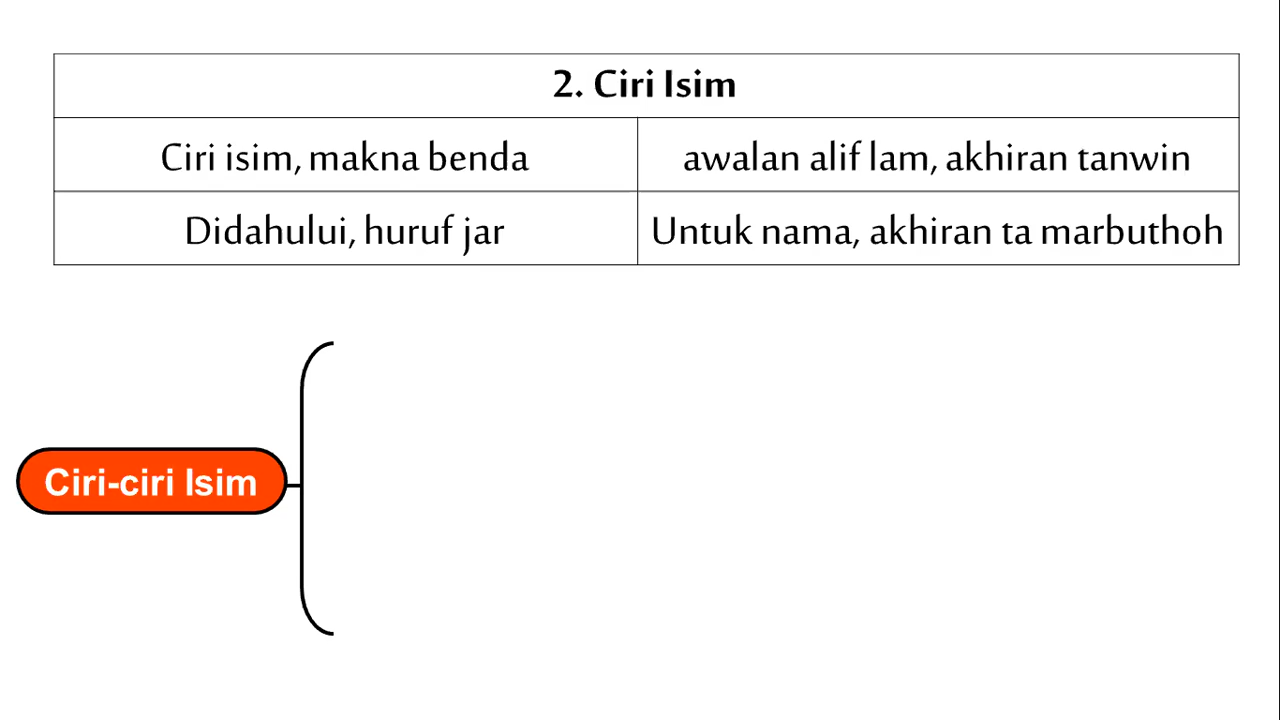 2. Ciri Isim
Ciri isim, makna benda
awalan alif lam, akhiran tanwin
Didahului, huruf jar
Untuk nama, akhiran ta marbuthoh
Ciri-ciri Isim